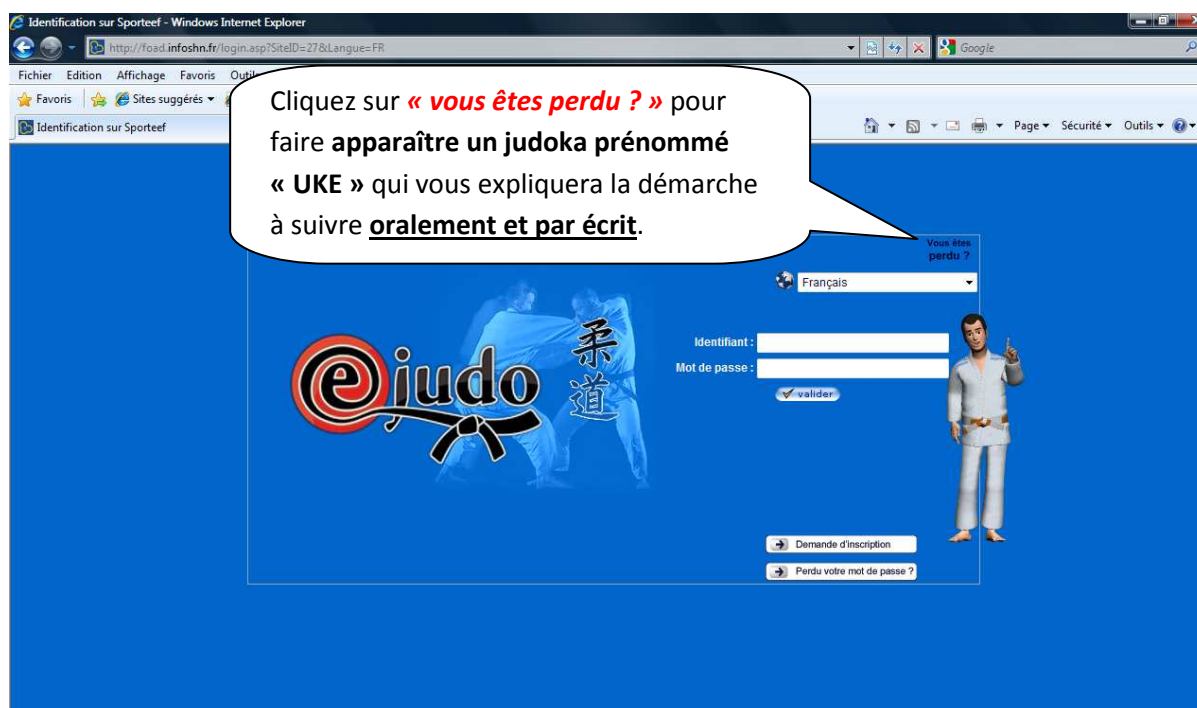 Identification sur Sporteef - Windows Internet Explorer
http://foad.infoshn.fr/login.asp?SiteID=27&Langue=FR
Google
Fichier Edition Affichage Favoris
Favoris Sites suggérés
Identification sur Sporteef
Page Sécurité Outils
Cliquez sur « vous êtes perdu ? » pour
faire apparaître un judoka prénommé
« UKE » qui vous expliquera la démarche
à suivre oralement et par écrit.
Vous êtes
perdu ?
Français
Identifiant :
Mot de passe :
valider
e judo
柔
道
Demande d'inscription
Perdu votre mot de passe ?